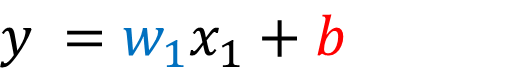 y = w₁x₁ + b